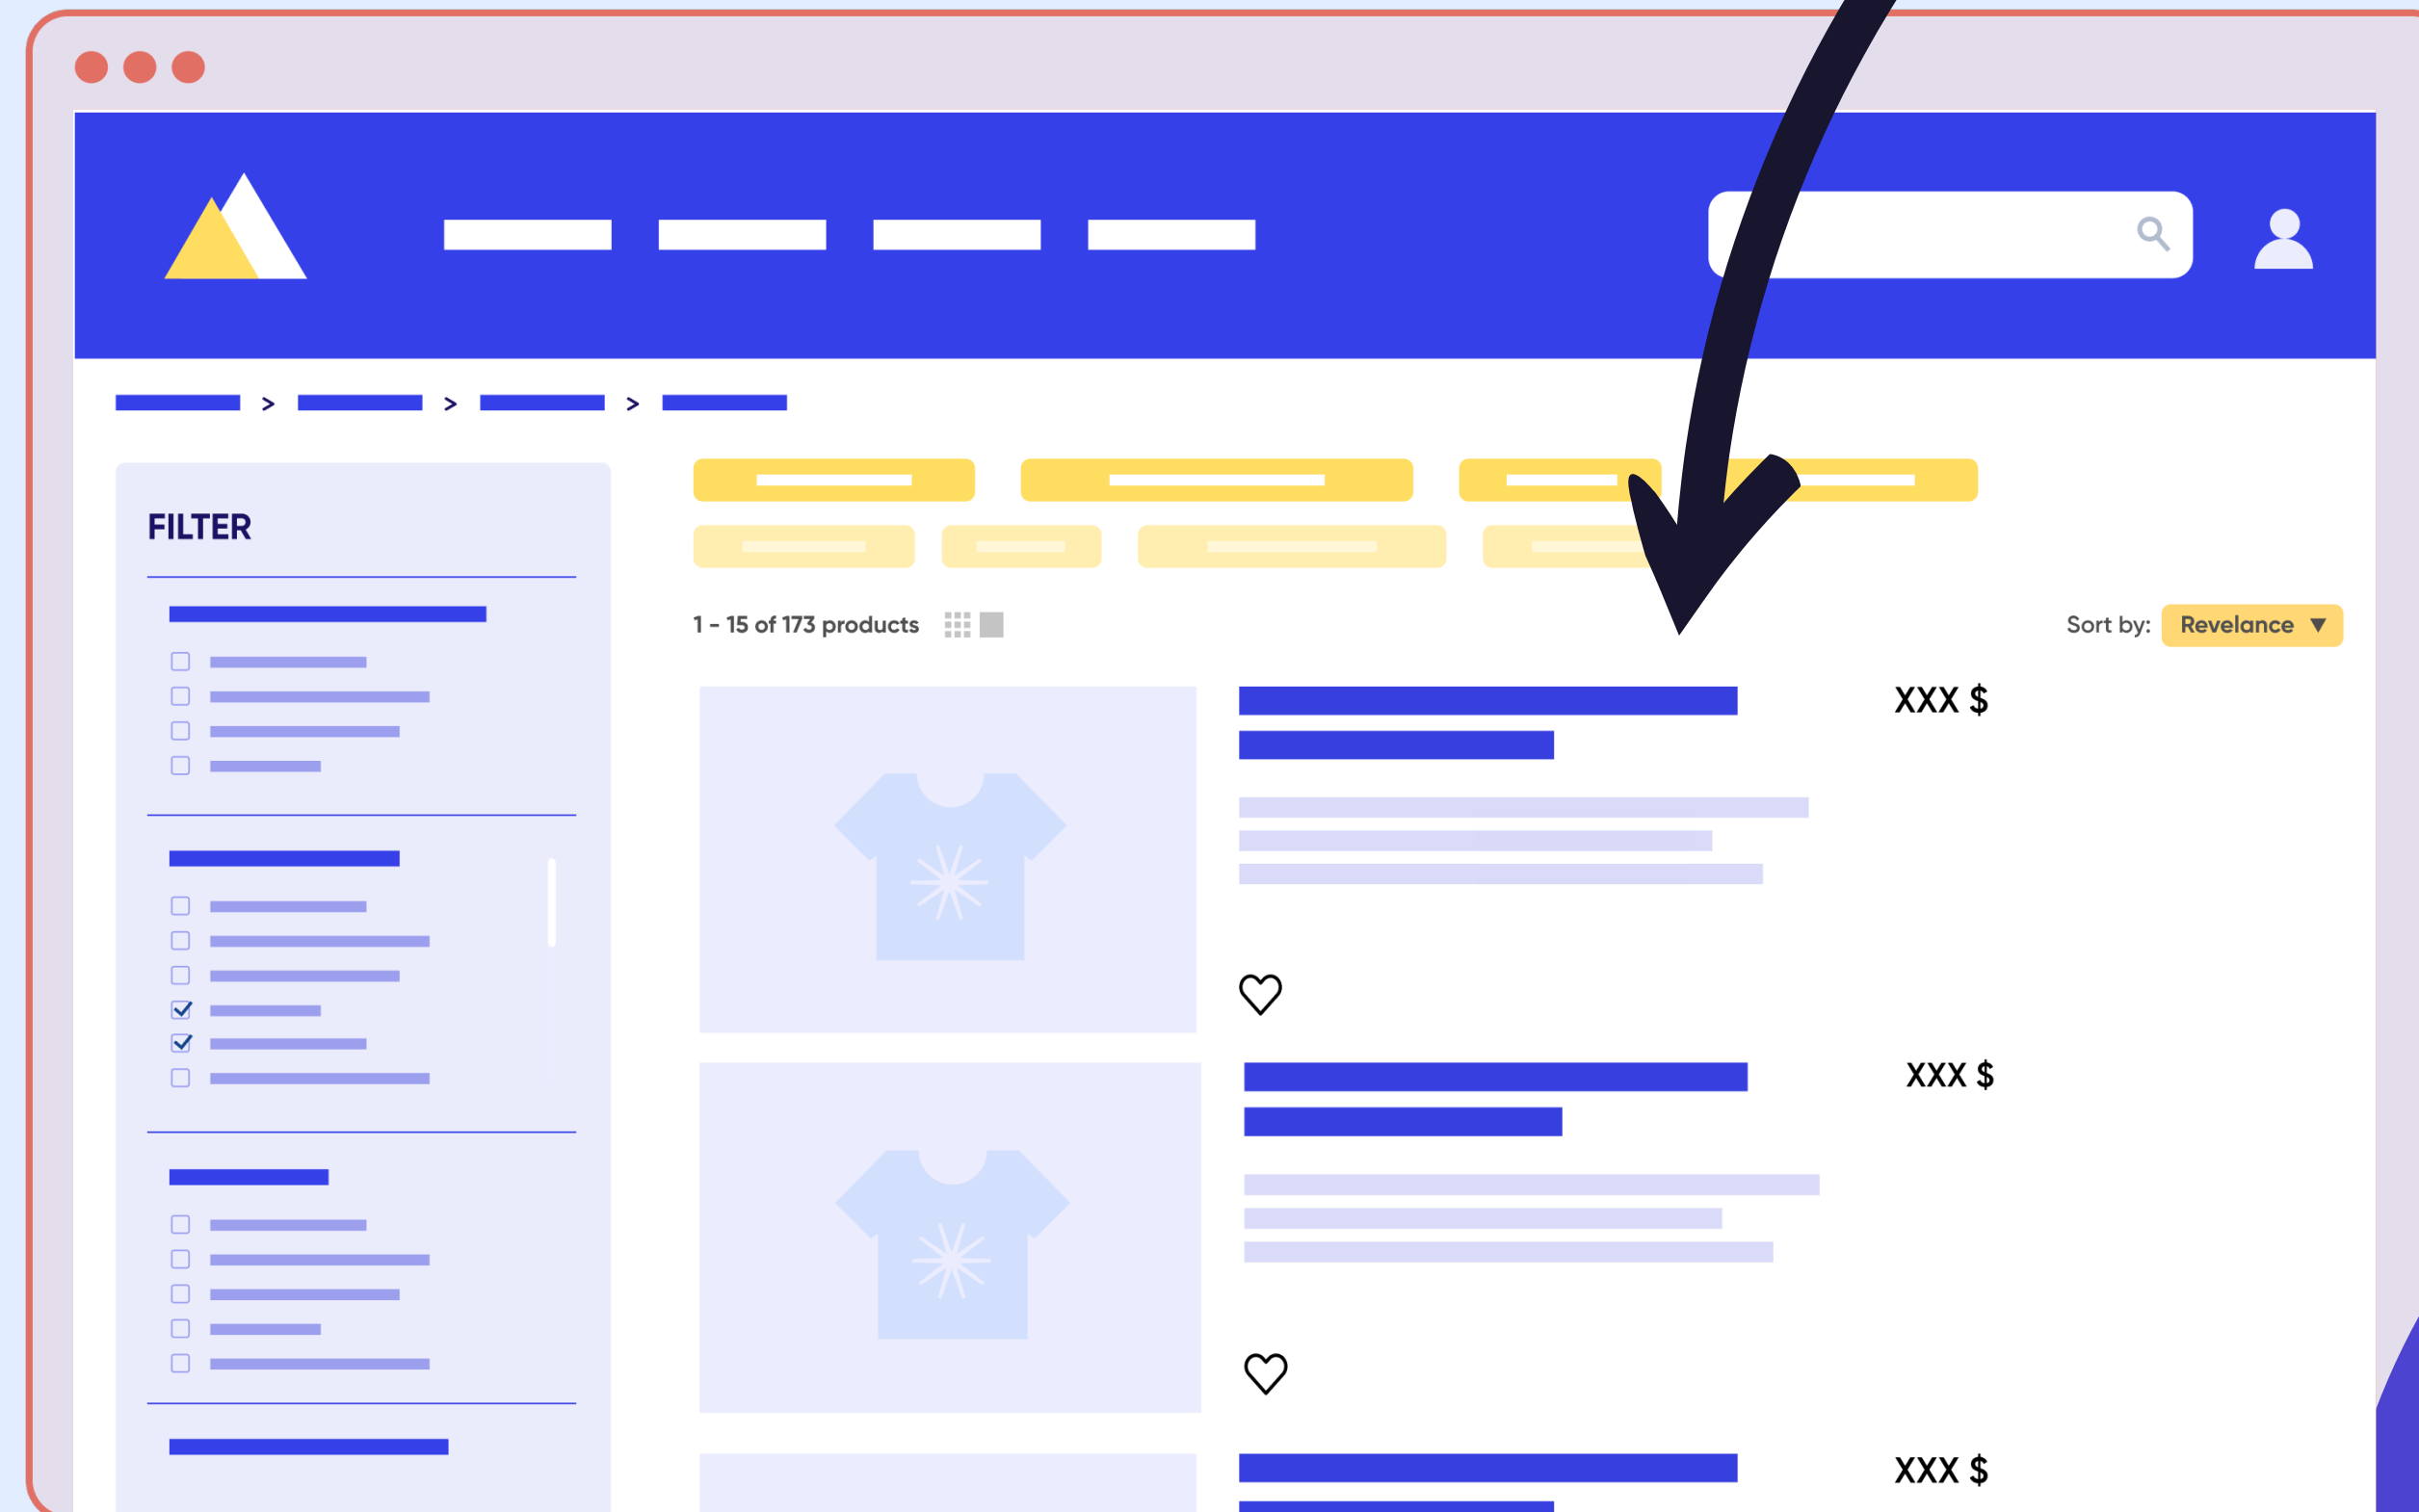 >
>
>
FILTER
1 - 15 of 173 products
Sort by: Revelance ▼
XXX $
XXX $
XXX $